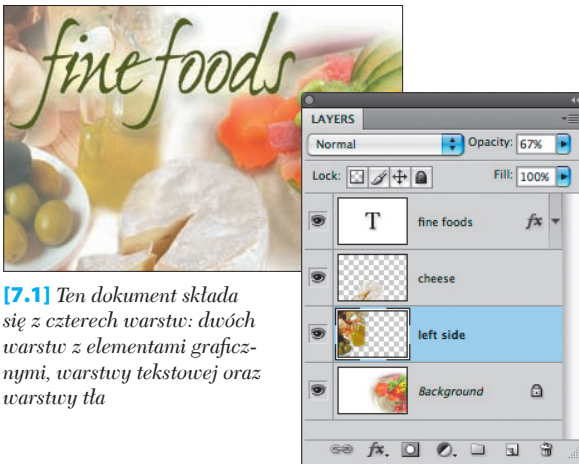 fine foods
LAYERS
Normal
Opacity: 67%
Lock:
Fill: 100%
T
fine foods
fx
cheese
left side
Background
fx.
[7.1] Ten dokument składa
się z czterech warstw: dwóch
warstw z elementami graficz-
nymi, warstwy tekstowej oraz
warstwy tła